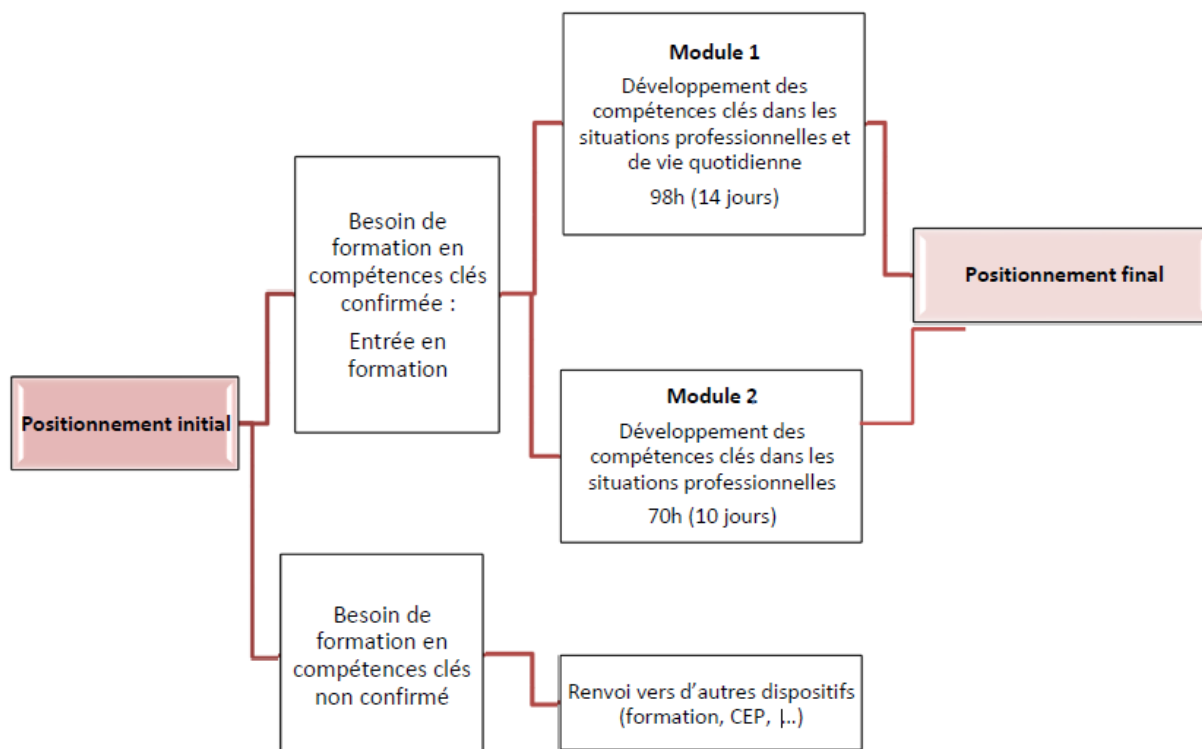 Positionnement initial
Besoin de
formation en
compétences clés
confirmée :
Entrée en
formation
Module 1
Développement des
compétences clés dans les
situations professionnelles et
de vie quotidienne
98h (14 jours)
Module 2
Développement des
compétences clés dans les
situations professionnelles
70h (10 jours)
Positionnement final
Besoin de
formation en
compétences clés
non confirmé
Renvoi vers d’autres dispositifs
(formation, CEP, |…)